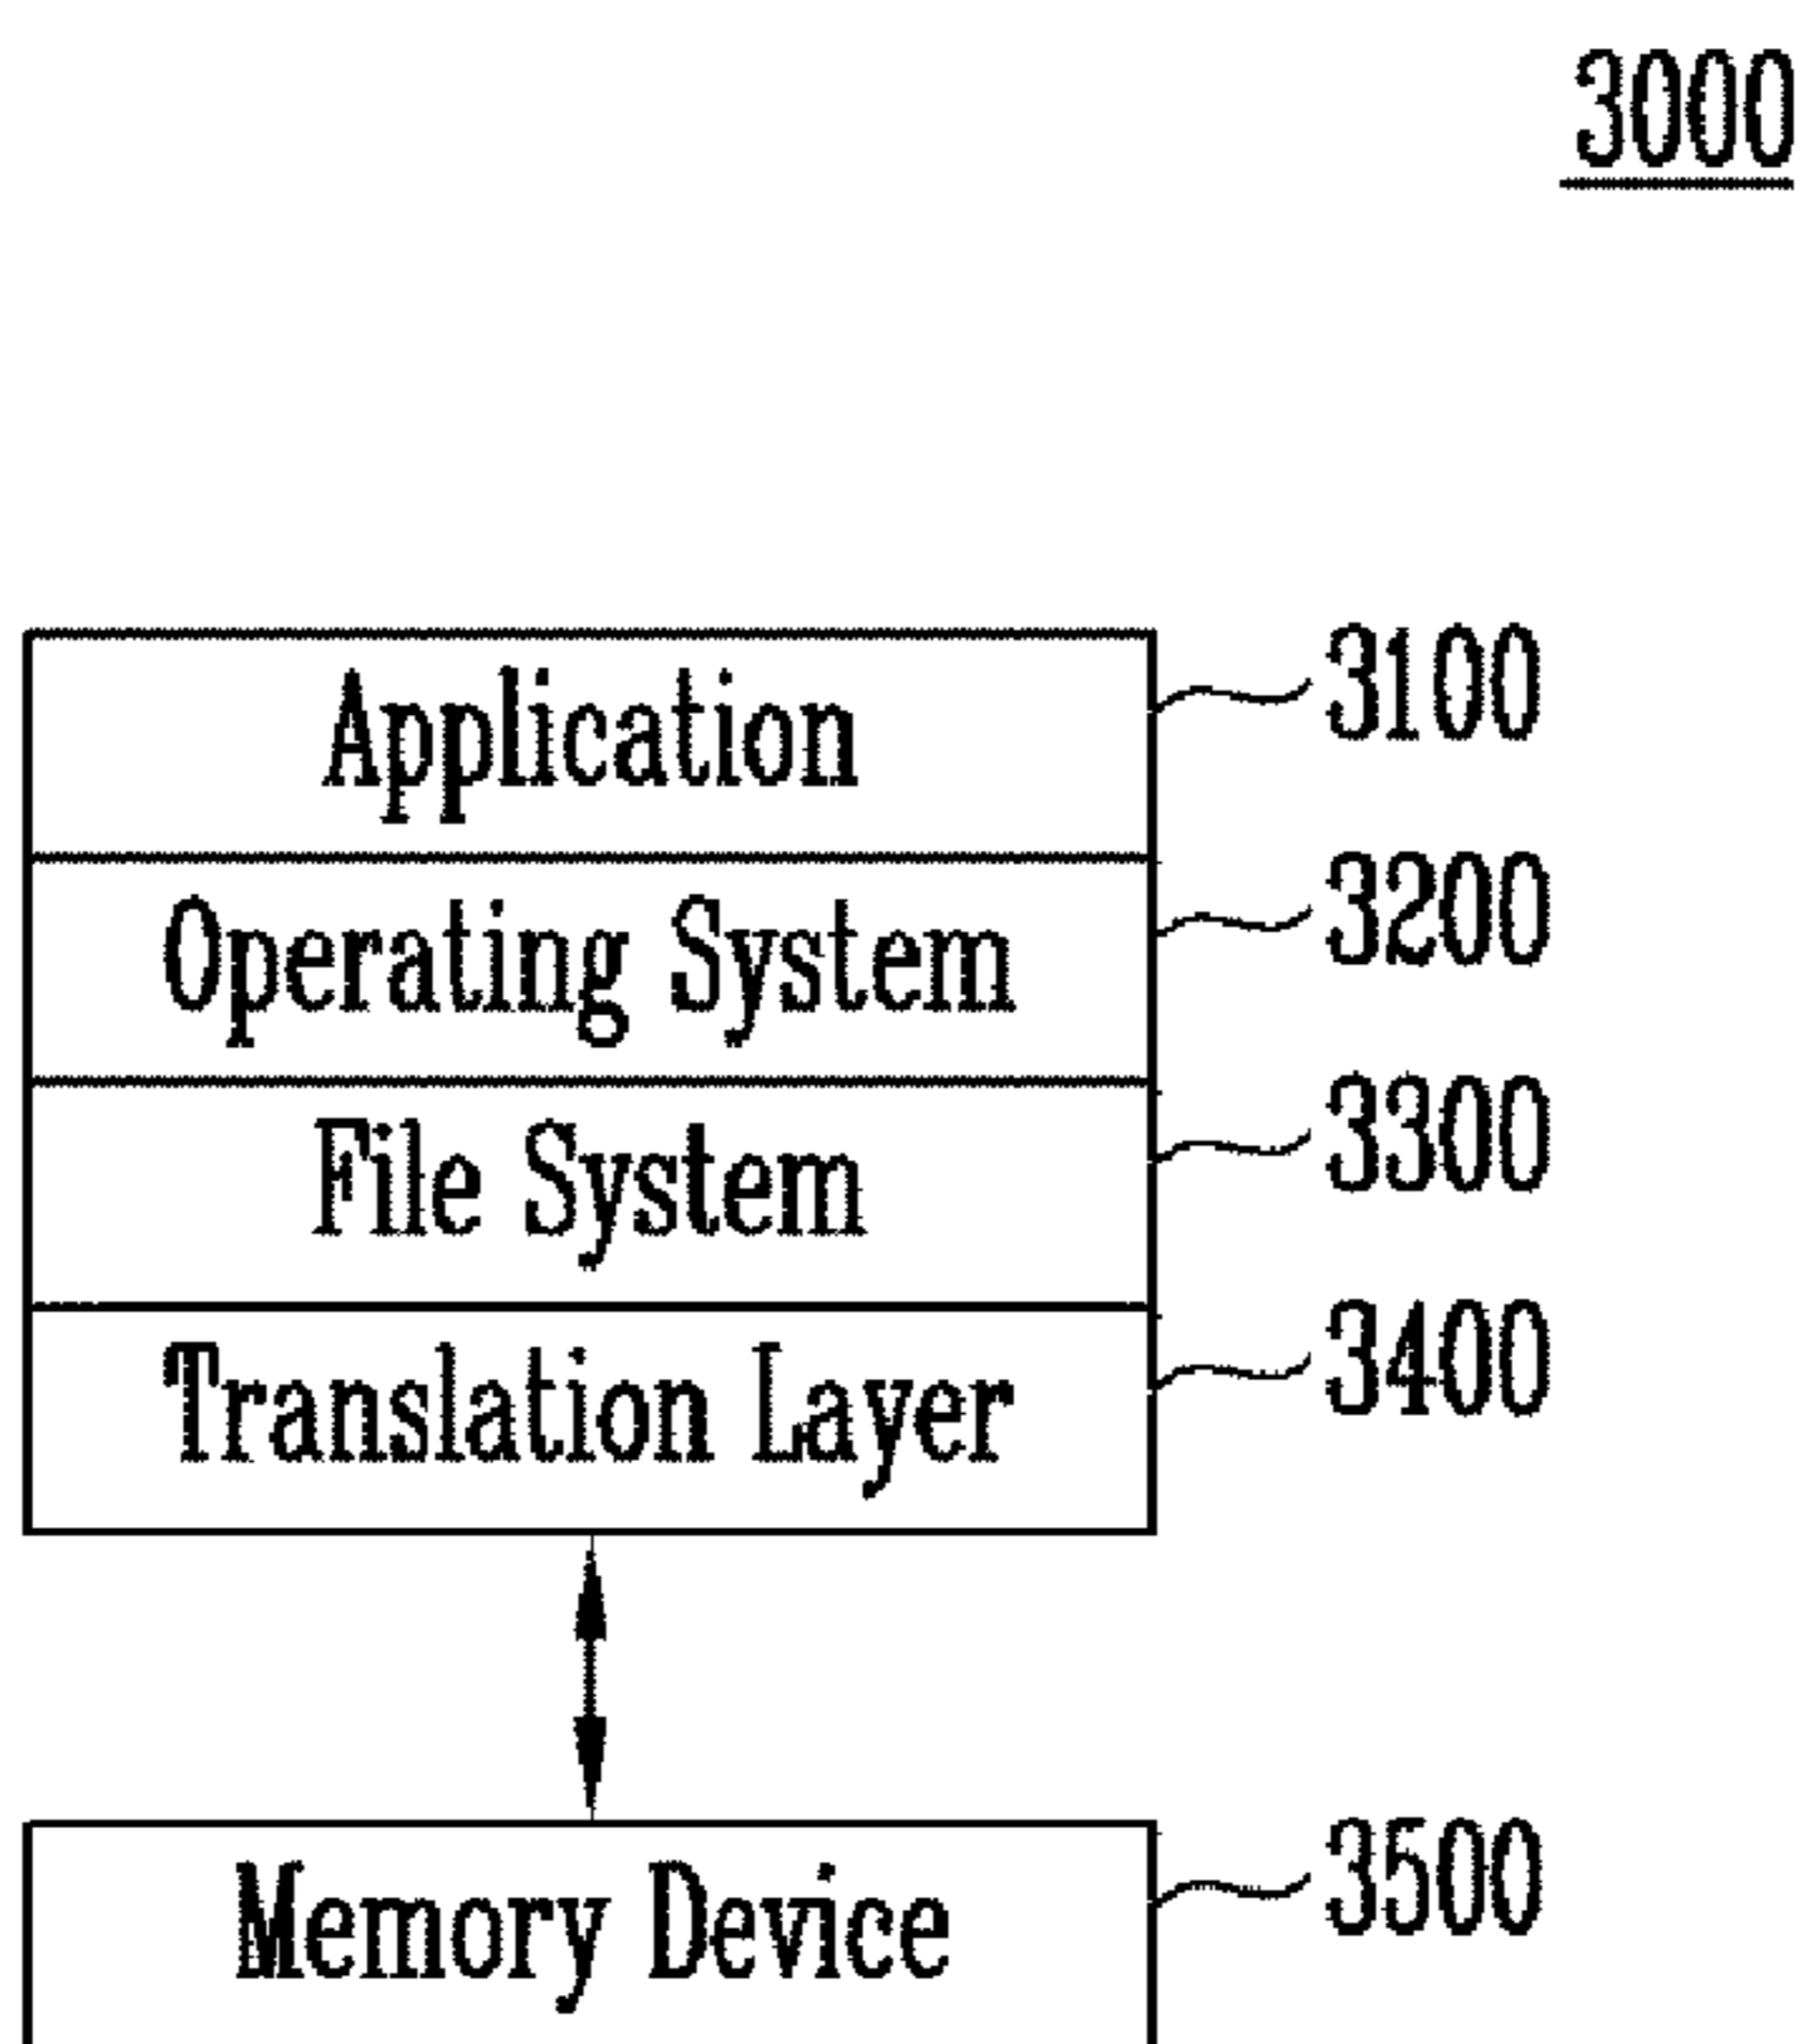 3000
Application 3100
Operating System 3200
File System 3300
Translation Layer 3400
Memory Device 3500